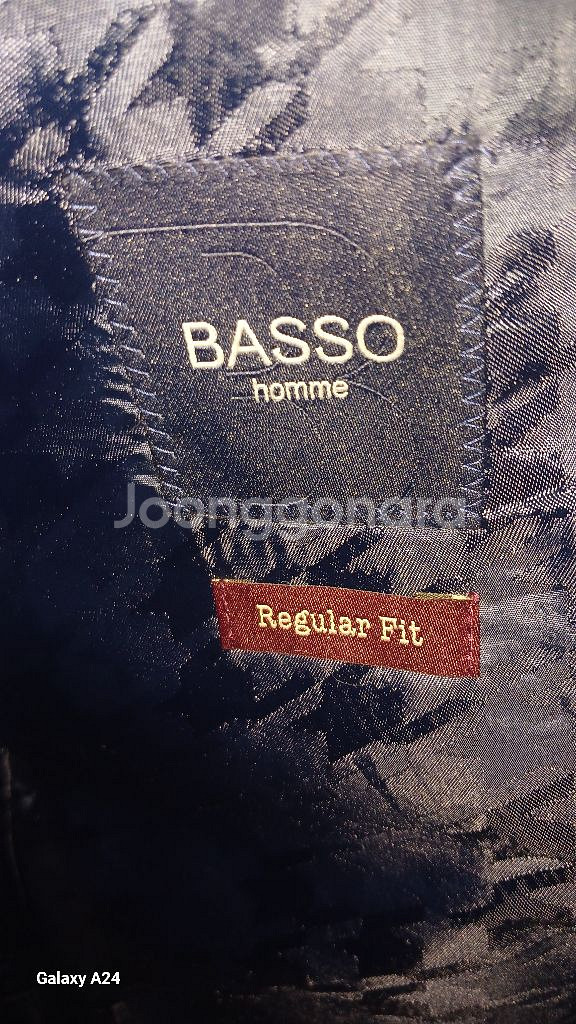 BASSO
homme
Joonggonara
Regular Fit
Galaxy A24